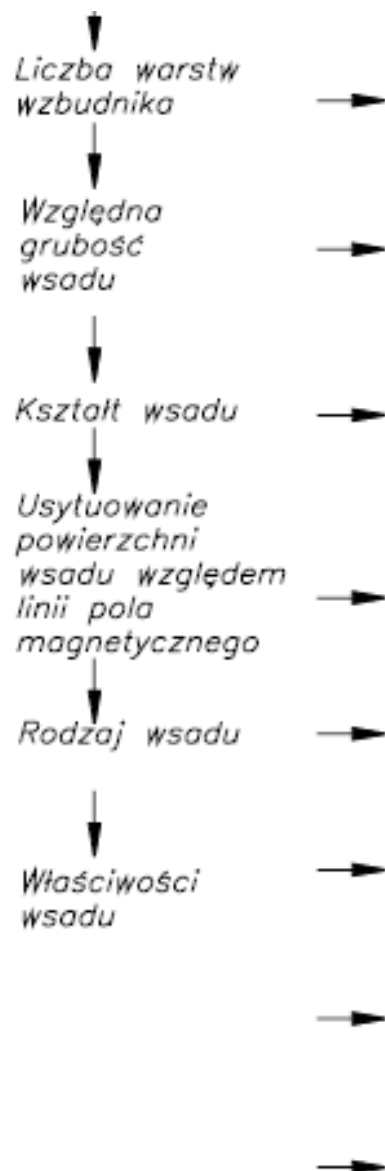 Liczba warstw
wzbudnika
Względna
grubość
wsadu
Kształt wsadu
Usytuowanie
powierzchni
wsadu względem
linii pola
magnetycznego
Rodzaj wsadu
Właściwości
wsadu